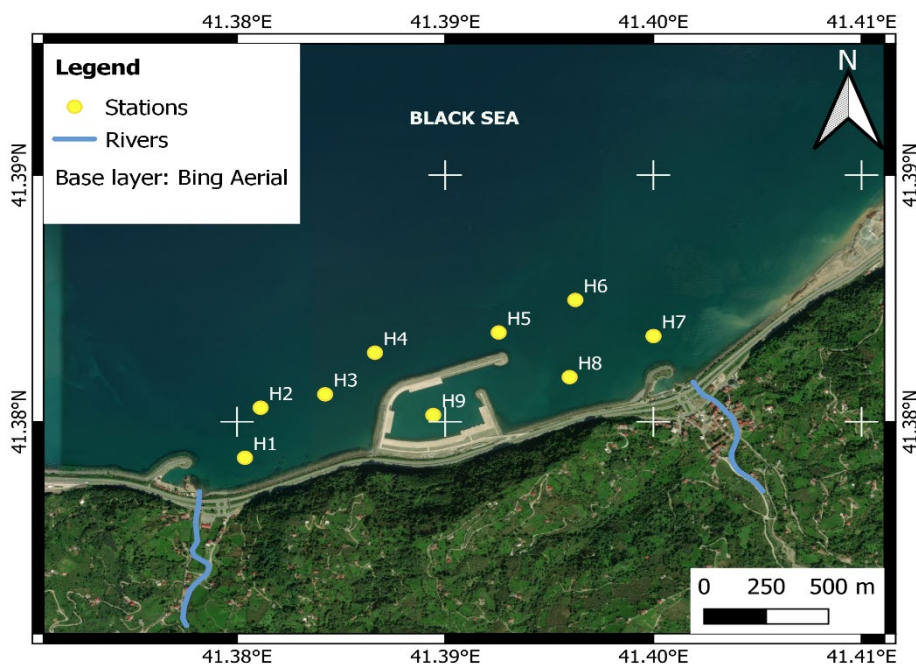 41.38°E 41.39°E 41.40°E 41.41°E
Legend
Stations
Rivers
Base layer: Bing Aerial
BLACK SEA
N
41.39°N 41.39°N
H6
H5
H7
H4
H8
H3
H2
H9
41.38°N 41.38°N
H1
0 250 500 m
41.38°E 41.39°E 41.40°E 41.41°E